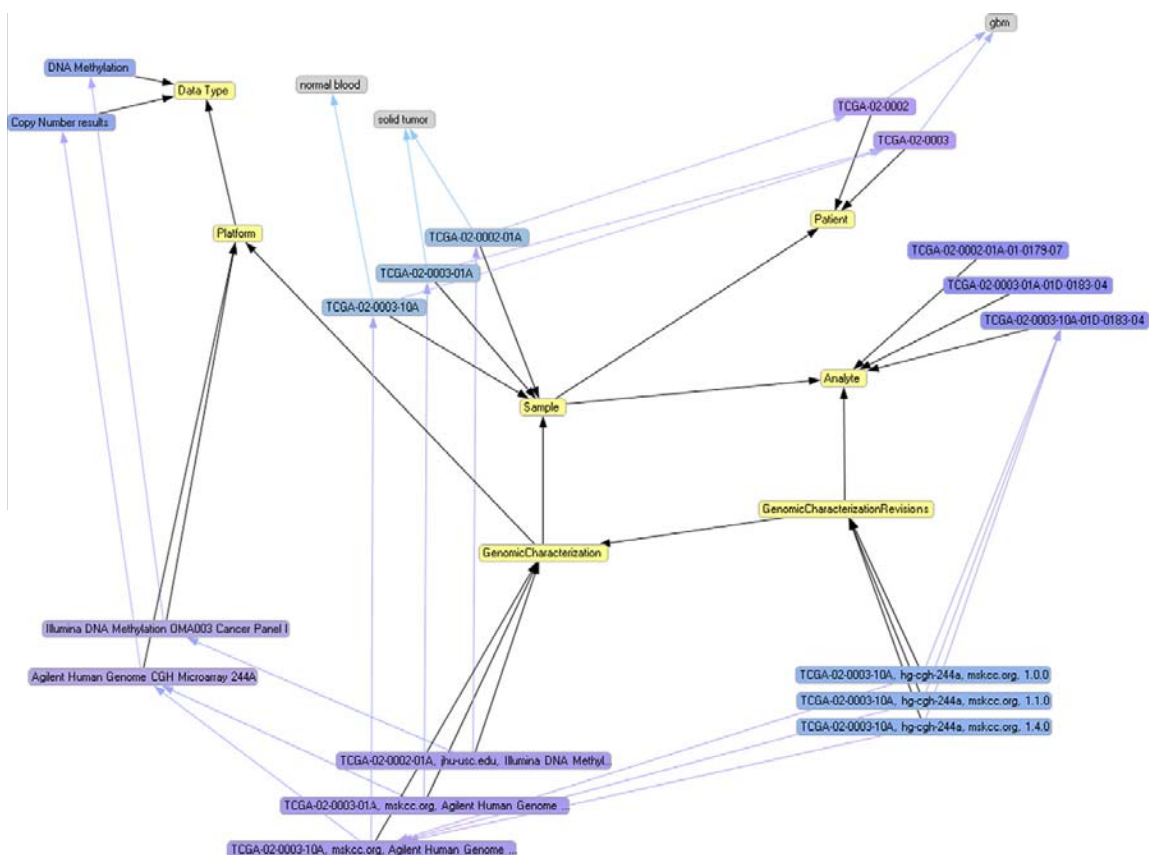 gbm
DNA Methylation
normal blood
Data Type
TCGA-02-0002
Copy Number results
solid tumor
TCGA-02-0003
Patient
Platform
TCGA-02-0002-01A
TCGA-02-0002-01A-01-0179-07
TCGA-02-0003-01A
TCGA-02-0003-01A-01D-0183-04
TCGA-02-0003-10A
TCGA-02-0003-10A-01D-0183-04
Analyte
Sample
GenomicCharacterizationRevisions
GenomicCharacterization
Illumina DNA Methylation OMA003 Cancer Panel I
Agilent Human Genome CGH Microarray 244A
TCGA-02-0003-10A, hg-cgh-244a, mskcc.org, 1.0.0
TCGA-02-0003-10A, hg-cgh-244a, mskcc.org, 1.1.0
TCGA-02-0003-10A, hg-cgh-244a, mskcc.org, 1.4.0
TCGA-02-0002-01A, jhu-usc.edu, Illumina DNA Methyl...
TCGA-02-0003-01A, mskcc.org, Agilent Human Genome ...
TCGA-02-0003-10A, mskcc.org, Agilent Human Genome ...